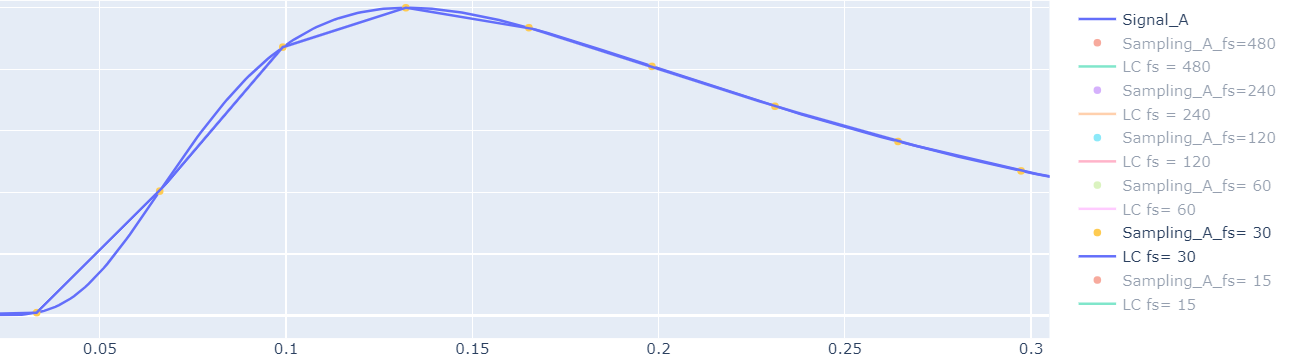 Signal_A
Sampling_A_fs=480
LC fs = 480
Sampling_A_fs=240
LC fs = 240
Sampling_A_fs=120
LC fs = 120
Sampling_A_fs= 60
LC fs= 60
Sampling_A_fs= 30
LC fs= 30
Sampling_A_fs= 15
LC fs= 15
0.05 0.1 0.15 0.2 0.25 0.3